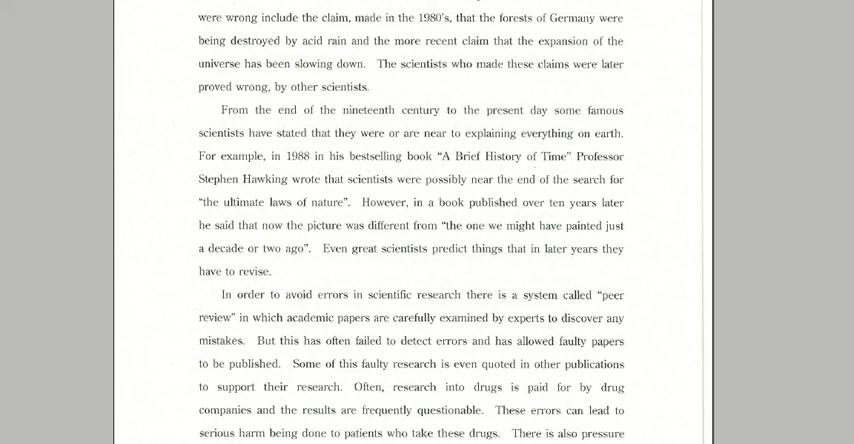 were wrong include the claim, made in the 1980's, that the forests of Germany were
being destroyed by acid rain and the more recent claim that the expansion of the
universe has been slowing down. The scientists who made these claims were later
proved wrong, by other scientists.
From the end of the nineteenth century to the present day some famous
scientists have stated that they were or are near to explaining everything on earth.
For example, in 1988 in his bestselling book “A Brief History of Time” Professor
Stephen Hawking wrote that scientists were possibly near the end of the search for
“the ultimate laws of nature”. However, in a book published over ten years later
he said that now the picture was different from “the one we might have painted just
a decade or two ago”. Even great scientists predict things that in later years they
have to revise.
In order to avoid errors in scientific research there is a system called “peer
review” in which academic papers are carefully examined by experts to discover any
mistakes. But this has often failed to detect errors and has allowed faulty papers
to be published. Some of this faulty research is even quoted in other publications
to support their research. Often, research into drugs is paid for by drug
companies and the results are frequently questionable. These errors can lead to
serious harm being done to patients who take these drugs. There is also pressure